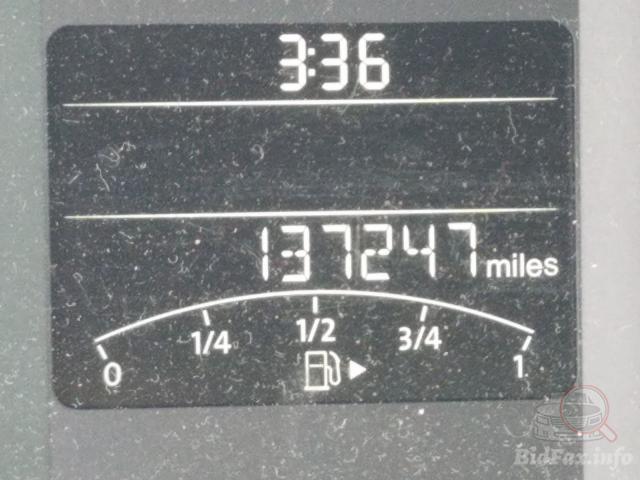 3:36
137247 miles
0 1/4 1/2 3/4 1
BidFax.info